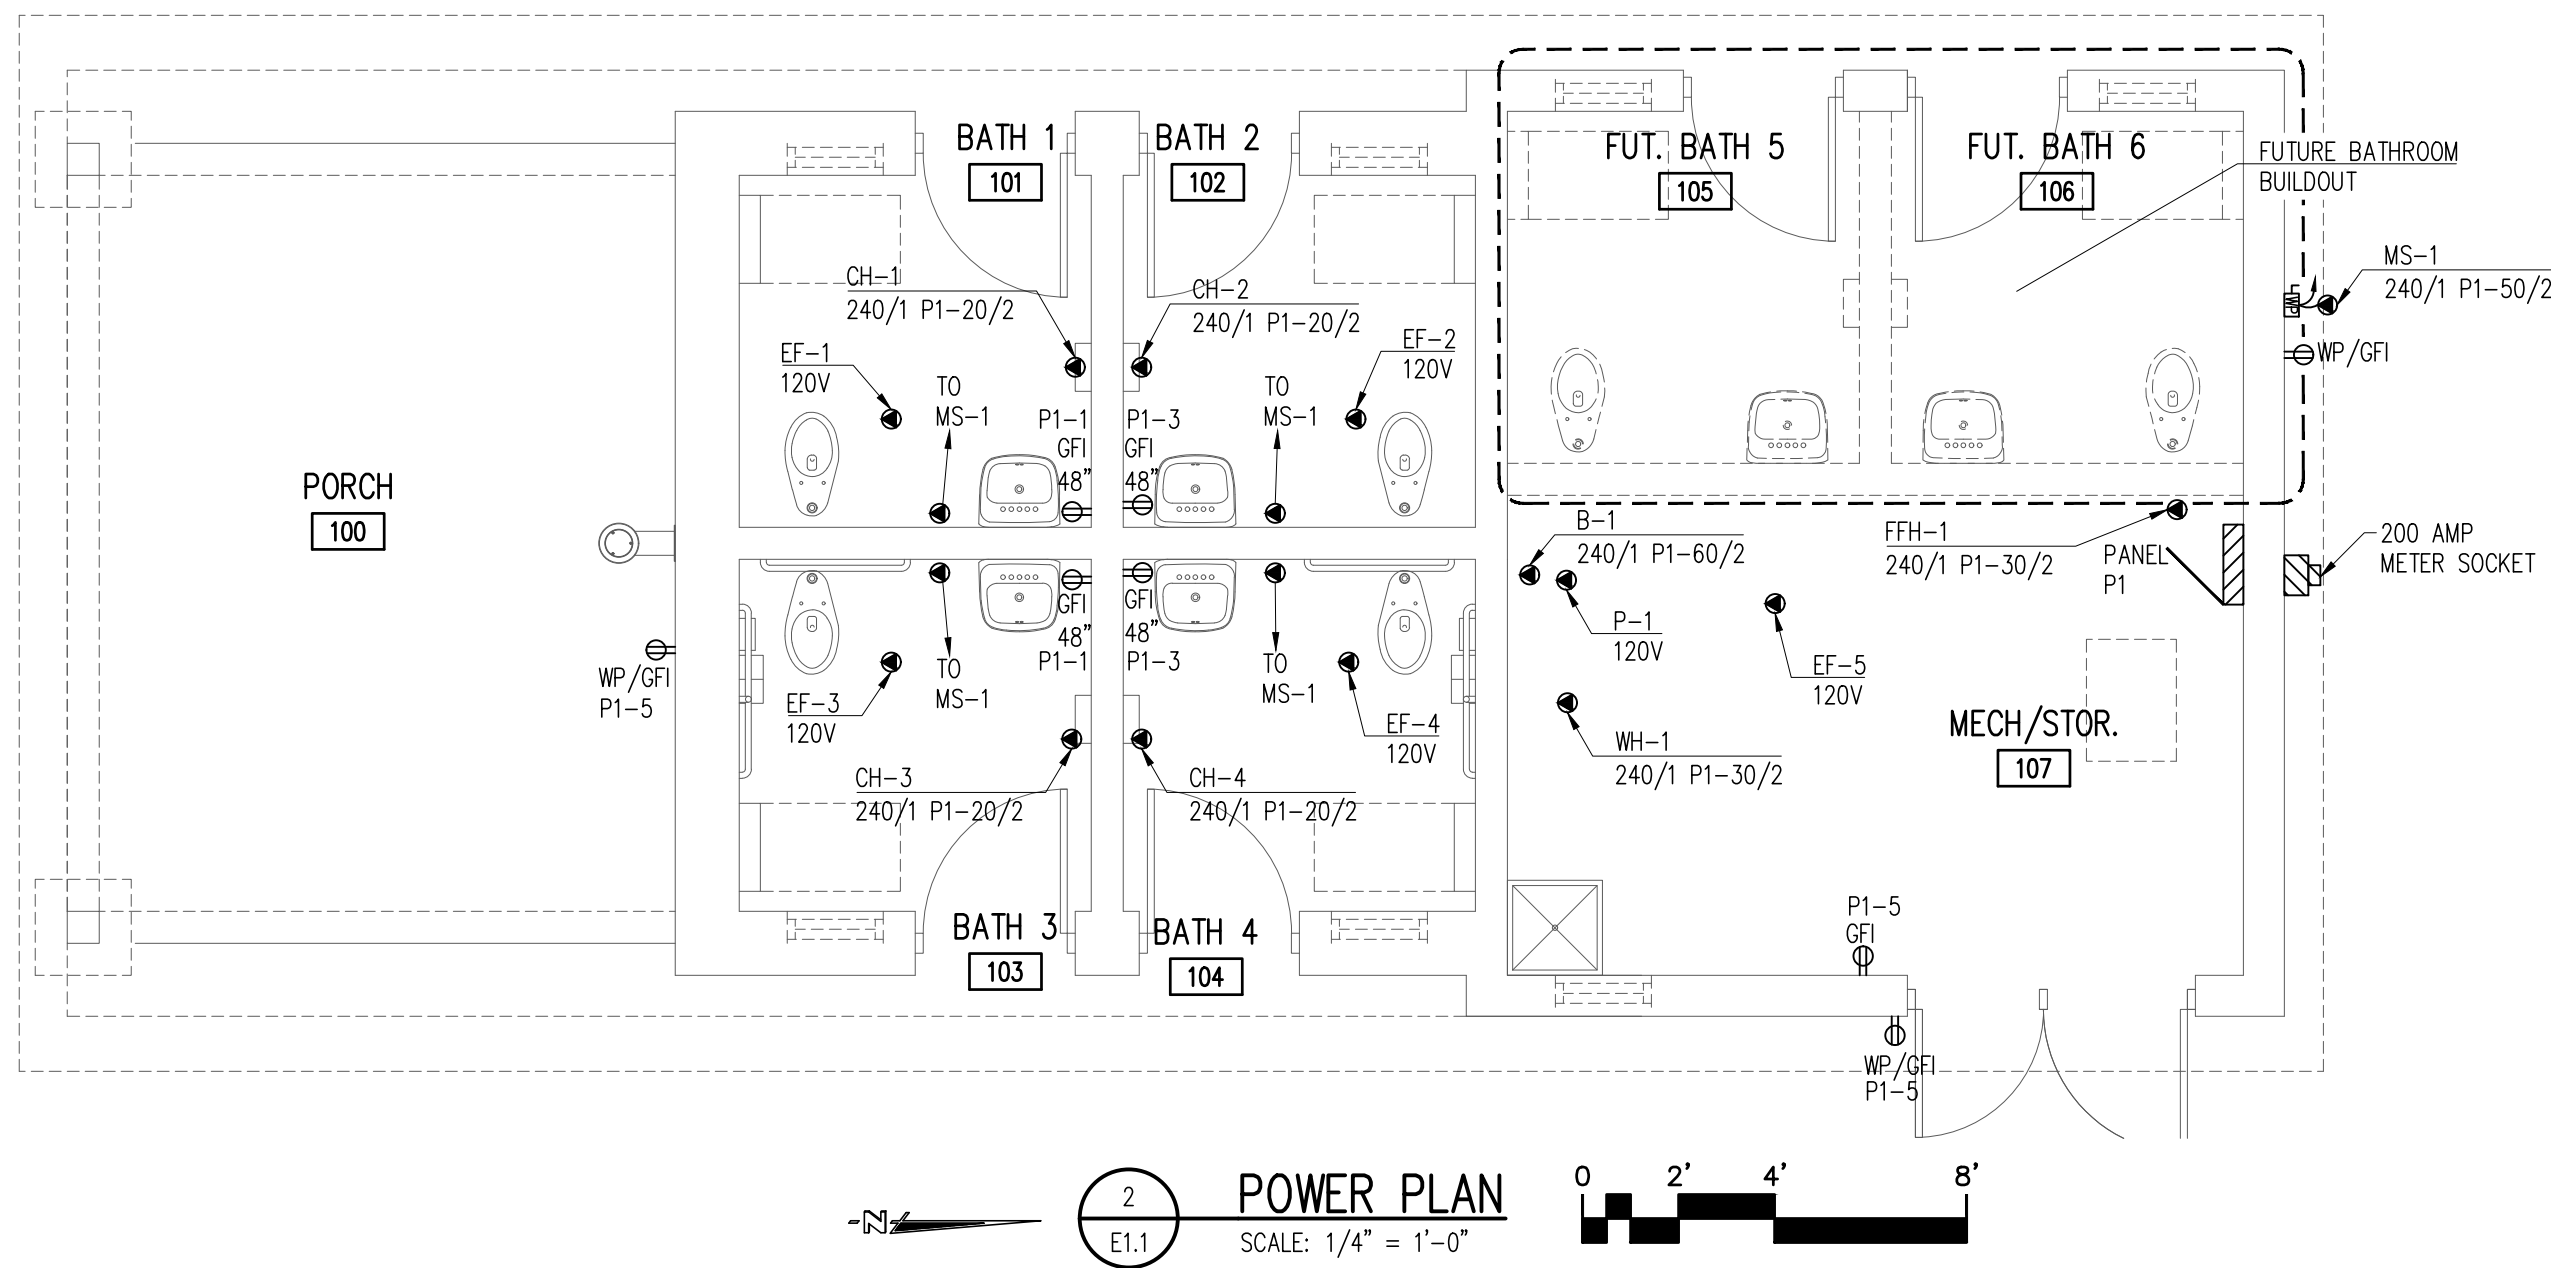 BATH 1
101
BATH 2
102
FUT. BATH 5
105
FUT. BATH 6
106
FUTURE BATHROOM
BUILDOUT
CH-1
240/1 P1-20/2
CH-2
240/1 P1-20/2
MS-1
240/1 P1-50/2
WP
WP/GFI
EF-1
120V
TO
MS-1
P1-1
GFI
48"
P1-3
GFI
48"
TO
MS-1
EF-2
120V
PORCH
100
B-1
240/1 P1-60/2
FFH-1
240/1 P1-30/2
PANEL
P1
200 AMP
METER SOCKET
GFI
48"
P1-1
GFI
48"
P1-3
P-1
120V
EF-5
120V
WP/GFI
P1-5
TO
MS-1
TO
MS-1
EF-3
120V
EF-4
120V
WH-1
240/1 P1-30/2
MECH/STOR.
107
CH-3
240/1 P1-20/2
CH-4
240/1 P1-20/2
BATH 3
103
BATH 4
104
P1-5
GFI
WP/GFI
P1-5
N
2
E1.1
POWER PLAN
SCALE: 1/4" = 1'-0"
0 2' 4' 8'